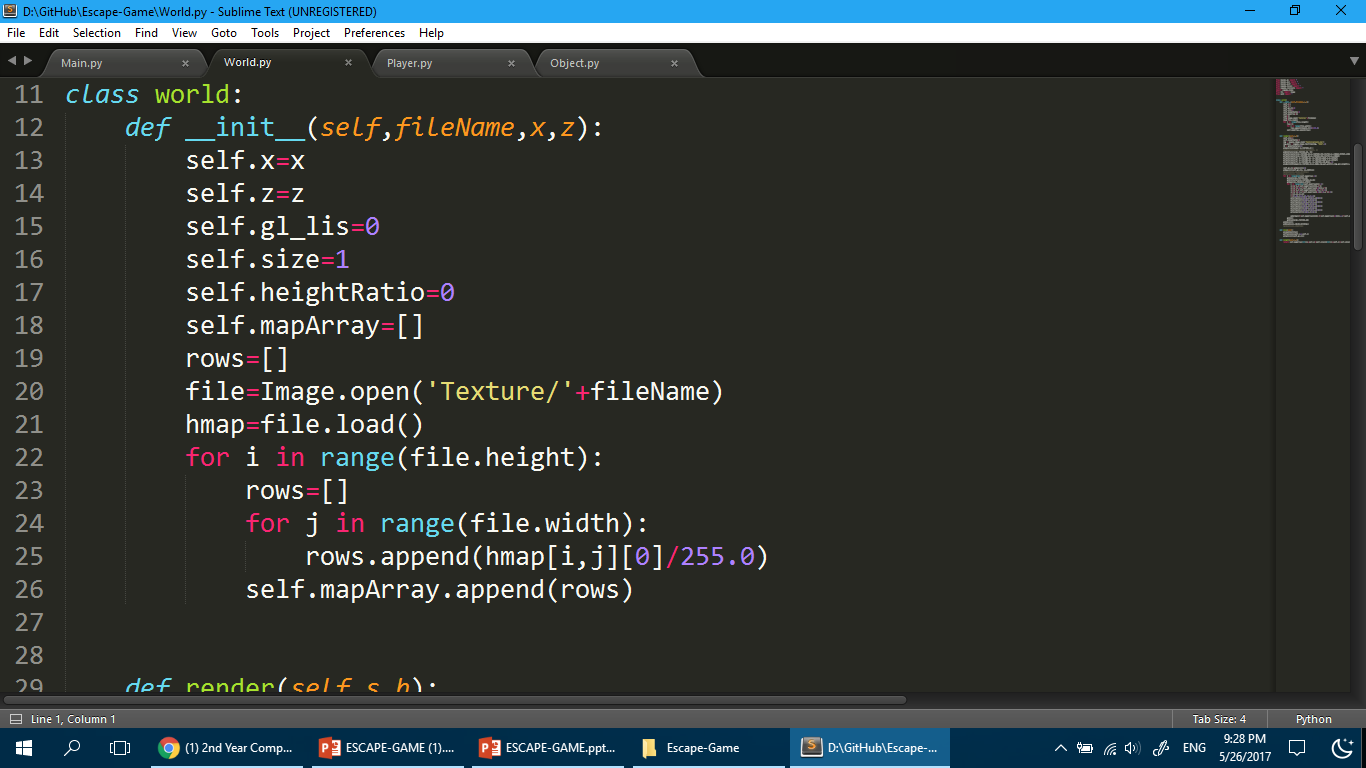 D:\GitHub\Escape-Game\World.py - Sublime Text (UNREGISTERED)
File Edit Selection Find View Goto Tools Project Preferences Help
Main.py × World.py × Player.py × Object.py ×
11 class world:
12     def __init__(self,fileName,x,z):
13         self.x=x
14         self.z=z
15         self.gl_lis=0
16         self.size=1
17         self.heightRatio=0
18         self.mapArray=[]
19         rows=[]
20         file=Image.open('Texture/'+fileName)
21         hmap=file.load()
22         for i in range(file.height):
23             rows=[]
24             for j in range(file.width):
25                 rows.append(hmap[i,j][0]/255.0)
26             self.mapArray.append(rows)
27
28
29     def render(self,s,h):
Line 1, Column 1 Tab Size: 4 Python
(1) 2nd Year Comp... ESCAPE-GAME (1).... ESCAPE-GAME.ppt... Escape-Game D:\GitHub\Escape-... ENG 9:28 PM
5/26/2017